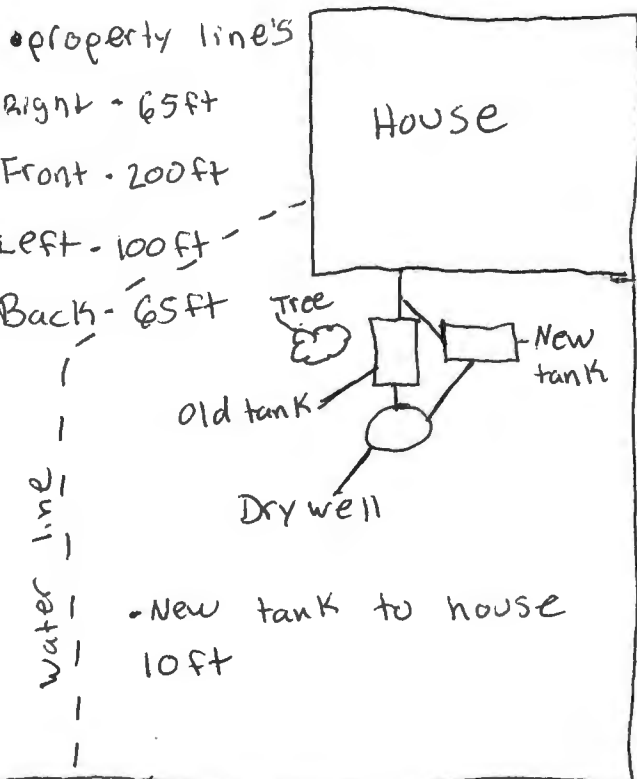 • property line's
Right - 65ft
House
Front - 200ft
Left - 100ft
Back - 65ft
Tree
New
tank
Old tank
Dry well
water line
• New tank to house
10ft